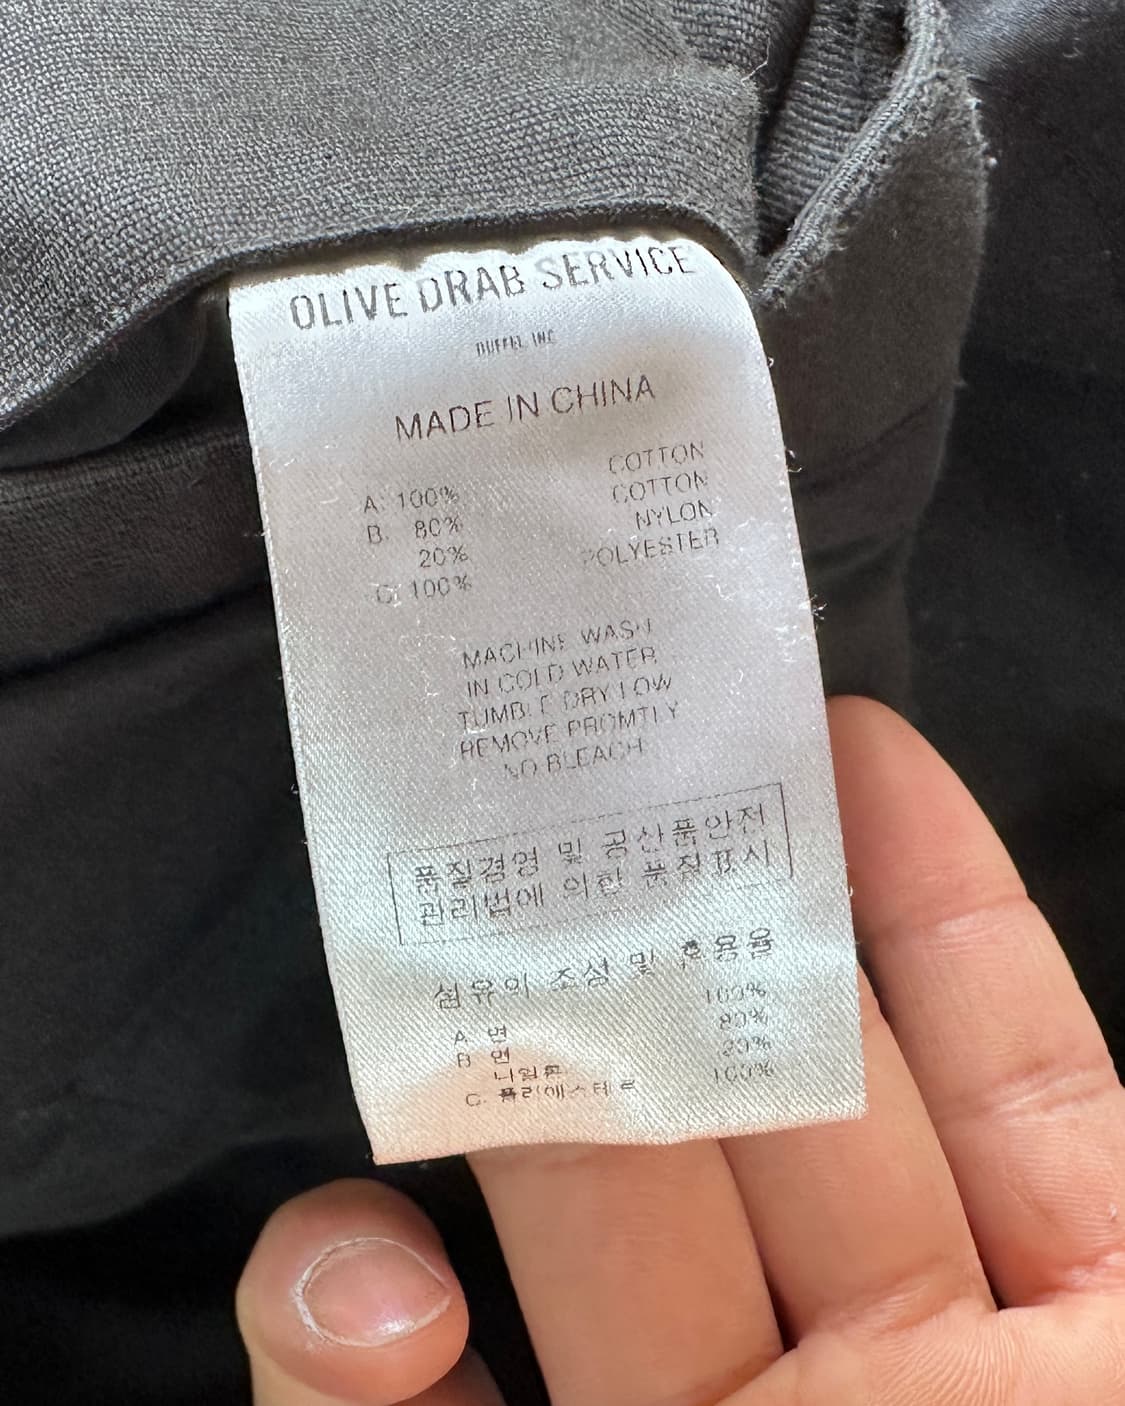 OLIVE DRAB SERVICE
DUFFEL INC
MADE IN CHINA
A: 100% COTTON
B. 80% COTTON
20% NYLON
C: 100% POLYESTER
MACHINE WASH
IN COLD WATER
TUMBLE DRY LOW
REMOVE PROMTLY
NO BLEACH
품질경영 및 공산품안전
관리법에 의한 품질표시
섬유의 조성 및 혼용율
A 면 100%
B 면 80%
나일론 20%
C. 폴리에스테르 100%